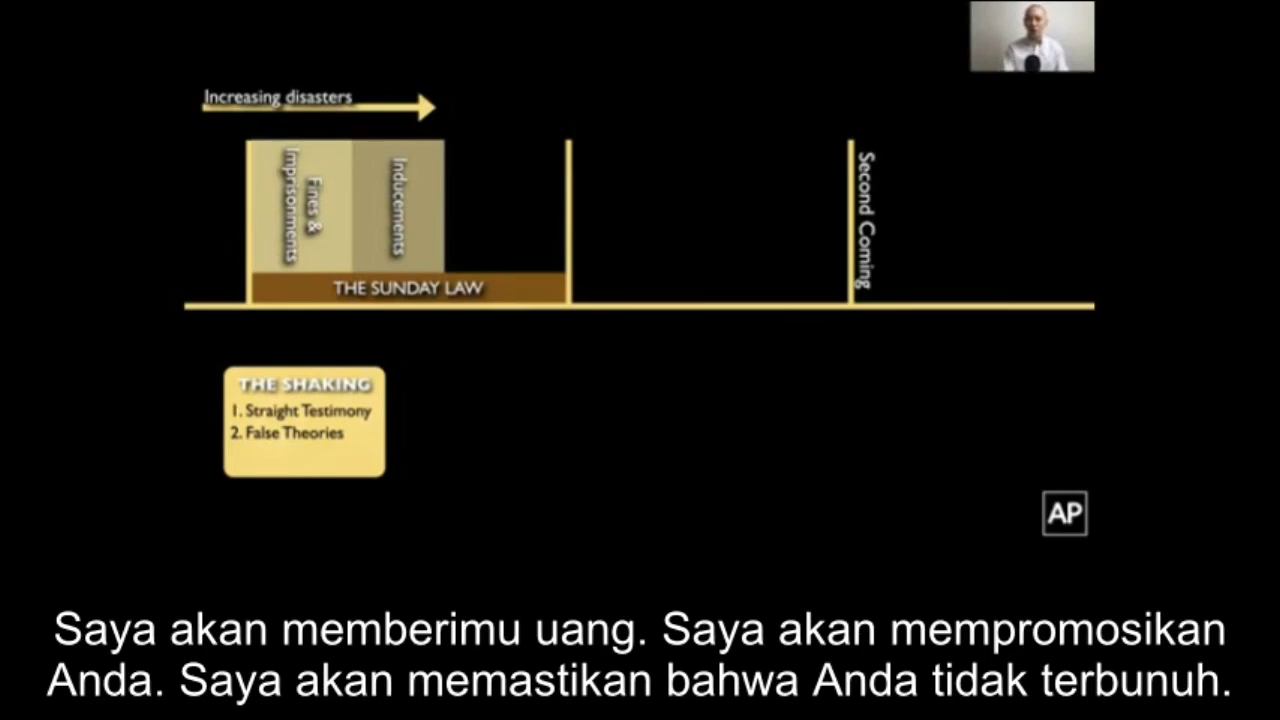 Increasing disasters
Fines &
Imprisonments
Inducements
Second Coming
THE SUNDAY LAW
THE SHAKING
1. Straight Testimony
2. False Theories
AP
Saya akan memberimu uang. Saya akan mempromosikan
Anda. Saya akan memastikan bahwa Anda tidak terbunuh.